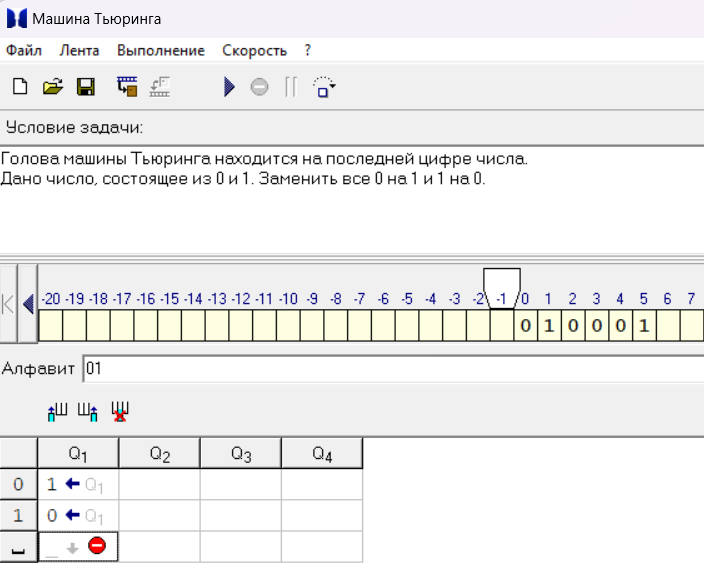 Машина Тьюринга
Файл Лента Выполнение Скорость ?
Условие задачи:
Голова машины Тьюринга находится на последней цифре числа.
Дано число, состоящее из 0 и 1. Заменить все 0 на 1 и 1 на 0.
-20 -19 -18 -17 -16 -15 -14 -13 -12 -11 -10 -9 -8 -7 -6 -5 -4 -3 -2 -1 0 1 2 3 4 5 6 7
0 1 0 0 0 1
Алфавит 01
Q1 Q2 Q3 Q4
0 1 ← Q1
1 0 ← Q1
␣ _ ↓